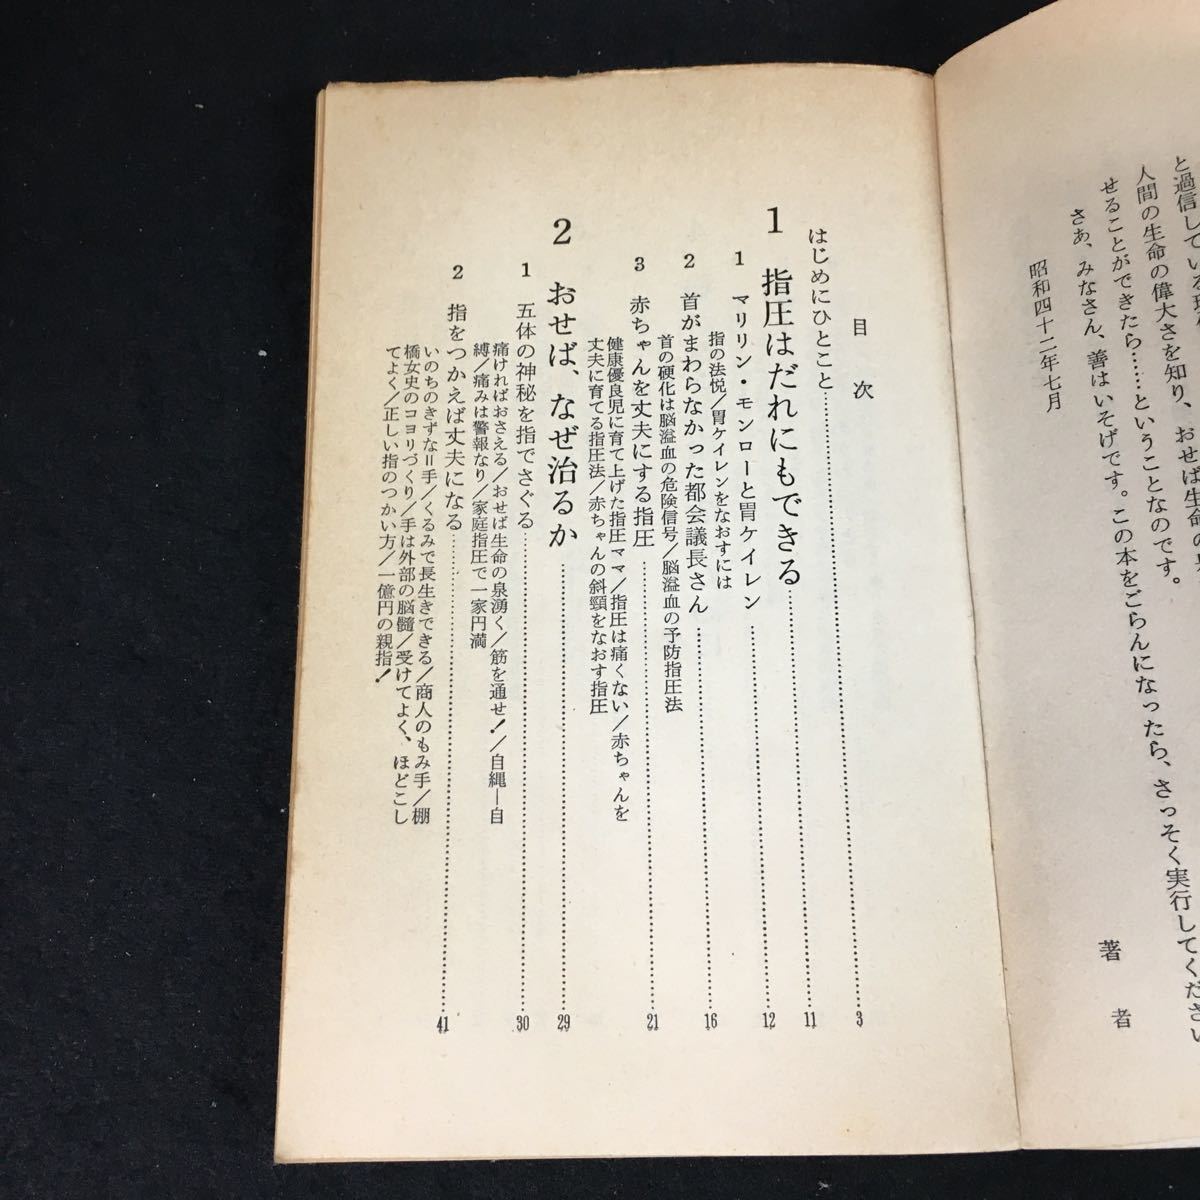 と過信している
人間の生命の偉大さを知り、おせば生命の
せることができたら……ということなのです。
さあ、みなさん、善はいそげです。この本をごらんになったら、さっそく実行してください
昭和四十二年七月
著者
目次
はじめにひとこと…………3
1 指圧はだれにもできる…………11
1 マリリン・モンローと胃ケイレン…………12
指の法悦/胃ケイレンをなおすには
2 首がまわらなかった都会議長さん…………16
首の硬化は脳溢血の危険信号/脳溢血の予防指圧法
3 赤ちゃんを丈夫にする指圧…………21
健康優良児に育て上げた指圧ママ/指圧は痛くない/赤ちゃんを
丈夫に育てる指圧法/赤ちゃんの斜頸をなおす指圧
2 おせば、なぜ治るか…………29
1 五体の神秘を指でさぐる…………30
痛ければおさえる/おせば生命の泉湧く/筋を通せ!/自縄―自
縛/痛みは警報なり/家庭指圧で一家円満
2 指をつかえば丈夫になる…………41
いのちのきずな=手/くるみで長生きできる/商人のもみ手/棚
橋女史のコヨリづくり/手は外部の脳髄/受けてよく、ほどこし
てよく/正しい指のつかい方/一億円の親指!